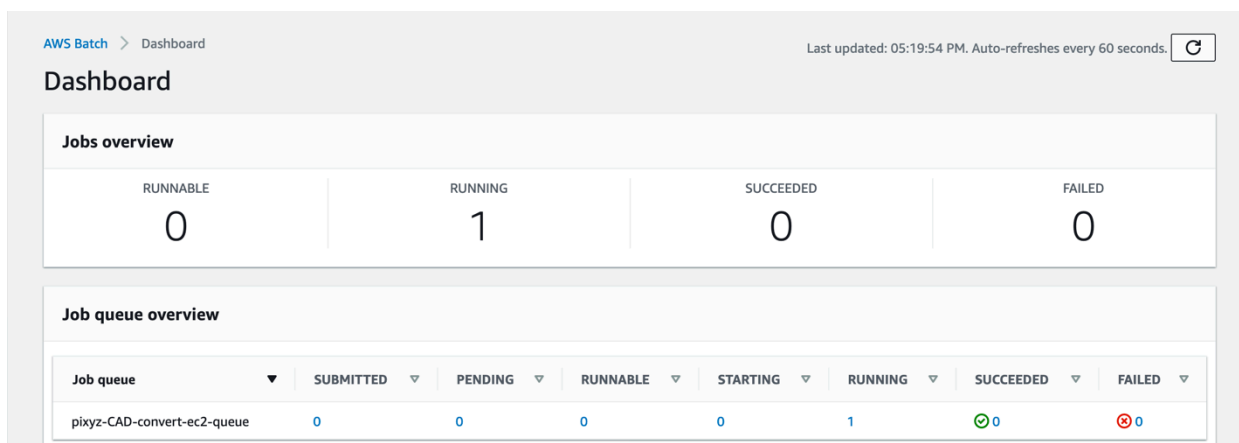 AWS Batch > Dashboard
Last updated: 05:19:54 PM. Auto-refreshes every 60 seconds.
Dashboard
Jobs overview
RUNNABLE RUNNING SUCCEEDED FAILED
0 1 0 0
Job queue overview
Job queue SUBMITTED PENDING RUNNABLE STARTING RUNNING SUCCEEDED FAILED
pixyz-CAD-convert-ec2-queue 0 0 0 0 1 0 0